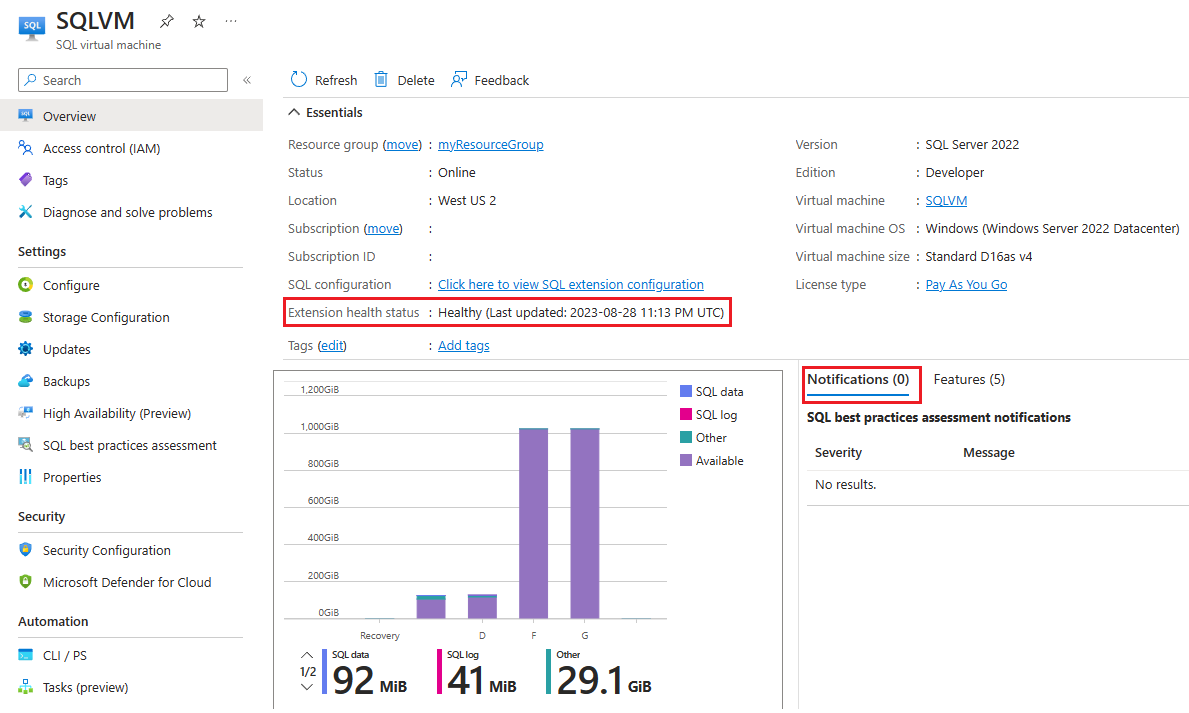 SQL
SQLVM
SQL virtual machine
Search
Overview
Access control (IAM)
Tags
Diagnose and solve problems
Settings
Configure
Storage Configuration
Updates
Backups
High Availability (Preview)
SQL best practices assessment
Properties
Security
Security Configuration
Microsoft Defender for Cloud
Automation
CLI / PS
Tasks (preview)
Refresh
Delete
Feedback
Essentials
Resource group (move) : myResourceGroup
Status : Online
Location : West US 2
Subscription (move) :
Subscription ID :
SQL configuration : Click here to view SQL extension configuration
Extension health status : Healthy (Last updated: 2023-08-28 11:13 PM UTC)
Tags (edit) : Add tags
Version : SQL Server 2022
Edition : Developer
Virtual machine : SQLVM
Virtual machine OS : Windows (Windows Server 2022 Datacenter)
Virtual machine size : Standard D16as v4
License type : Pay As You Go
1,200GiB
1,000GiB
800GiB
600GiB
400GiB
200GiB
0GiB
Recovery D F G
SQL data
SQL log
Other
Available
1/2
SQL data
92 MiB
SQL log
41 MiB
Other
29.1 GiB
Notifications (0) Features (5)
SQL best practices assessment notifications
Severity Message
No results.